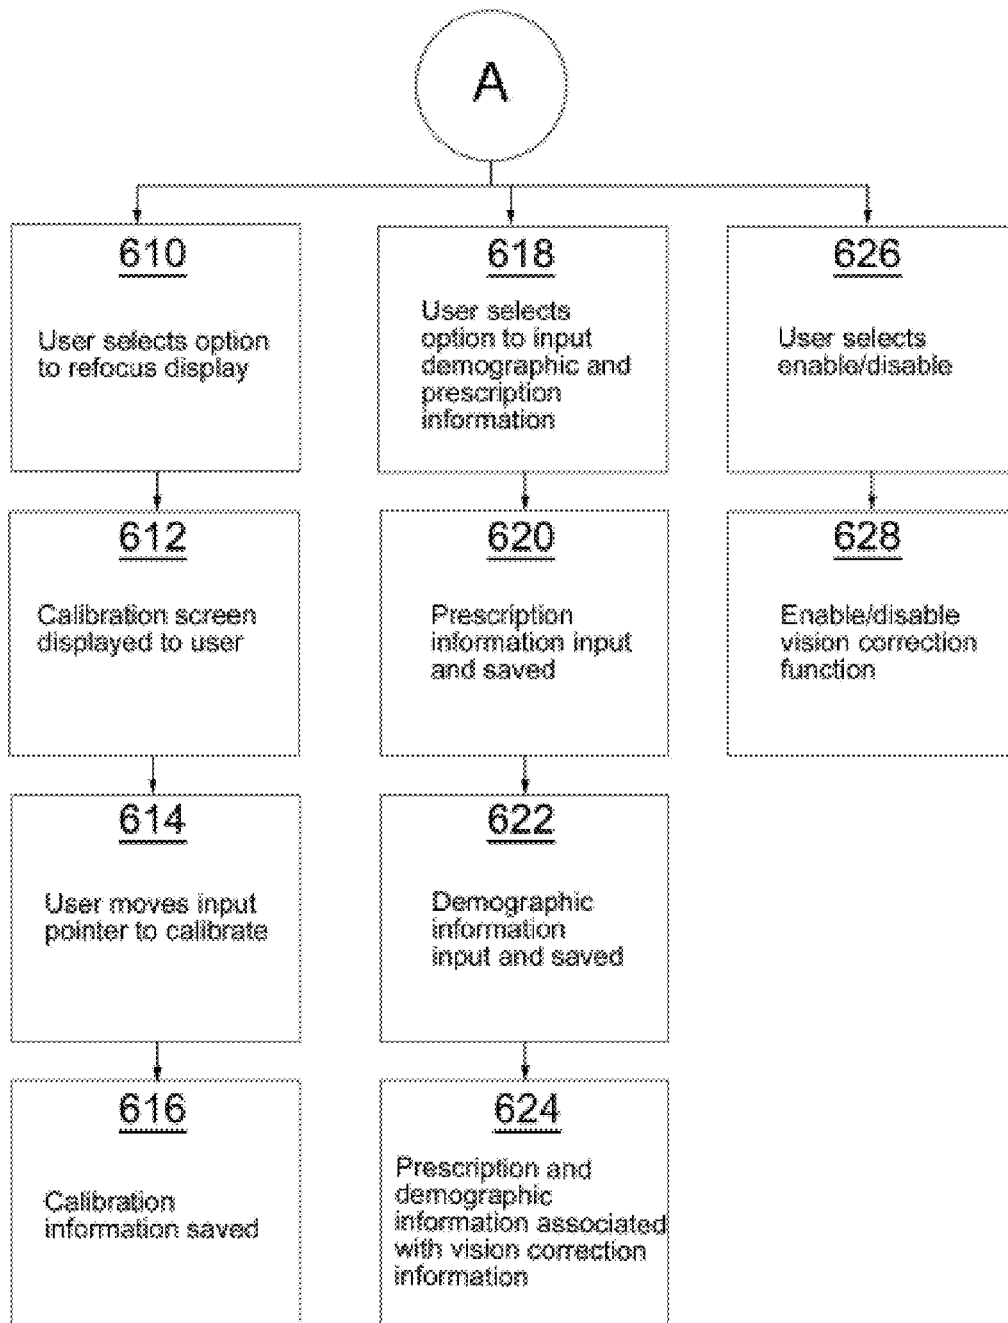 A
610
User selects option
to refocus display
618
User selects
option to input
demographic and
prescription
information
626
User selects
enable/disable
612
Calibration screen
displayed to user
620
Prescription
information input
and saved
628
Enable/disable
vision correction
function
614
User moves input
pointer to calibrate
622
Demographic
information
input and saved
616
Calibration
information saved
624
Prescription and
demographic
information associated
with vision correction
information